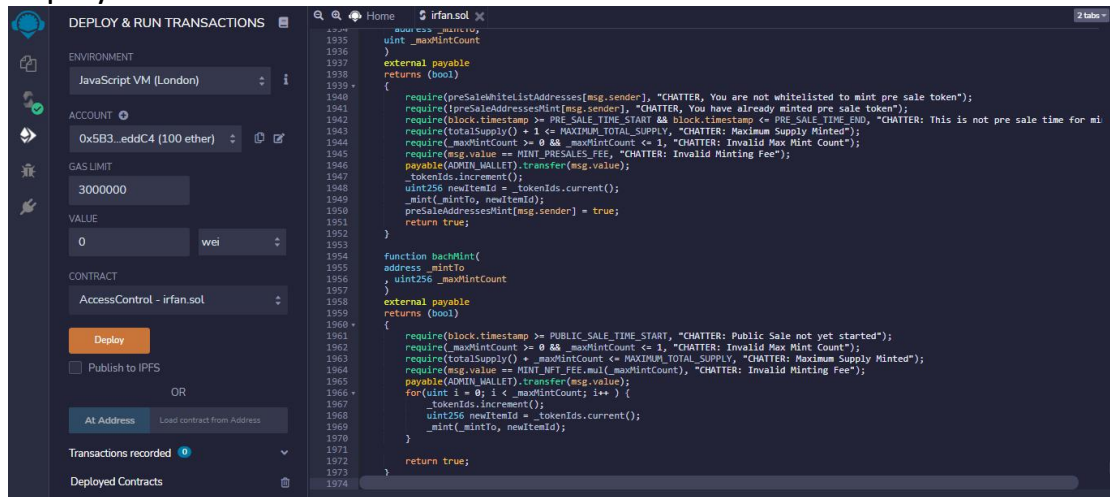 DEPLOY & RUN TRANSACTIONS
ENVIRONMENT
JavaScript VM (London)
i
ACCOUNT
0x5B3...eddC4 (100 ether)
GAS LIMIT
3000000
VALUE
0
wei
CONTRACT
AccessControl - irfan.sol
Deploy
Publish to IPFS
OR
At Address
Load contract from Address
Transactions recorded 0
Deployed Contracts
Home
irfan.sol
2 tabs
1934 address _mintTo,
1935 uint _maxMintCount
1936 )
1937 external payable
1938 returns (bool)
1939 {
1940 require(preSaleWhiteListAddresses[msg.sender], "CHATTER, You are not whitelisted to mint pre sale token");
1941 require(!preSaleAddressesMint[msg.sender], "CHATTER, You have already minted pre sale token");
1942 require(block.timestamp >= PRE_SALE_TIME_START && block.timestamp <= PRE_SALE_TIME_END, "CHATTER: This is not pre sale time for mi
1943 require(totalSupply() + 1 <= MAXIMUM_TOTAL_SUPPLY, "CHATTER: Maximum Supply Minted");
1944 require(_maxMintCount >= 0 && _maxMintCount <= 1, "CHATTER: Invalid Max Mint Count");
1945 require(msg.value == MINT_PRESALES_FEE, "CHATTER: Invalid Minting Fee");
1946 payable(ADMIN_WALLET).transfer(msg.value);
1947 _tokenIds.increment();
1948 uint256 newItemId = _tokenIds.current();
1949 _mint(_mintTo, newItemId);
1950 preSaleAddressesMint[msg.sender] = true;
1951 return true;
1952 }
1953
1954 function bachMint(
1955 address _mintTo
1956 , uint256 _maxMintCount
1957 )
1958 external payable
1959 returns (bool)
1960 {
1961 require(block.timestamp >= PUBLIC_SALE_TIME_START, "CHATTER: Public Sale not yet started");
1962 require(_maxMintCount >= 0 && _maxMintCount <= 1, "CHATTER: Invalid Max Mint Count");
1963 require(totalSupply() + _maxMintCount <= MAXIMUM_TOTAL_SUPPLY, "CHATTER: Maximum Supply Minted");
1964 require(msg.value == MINT_NFT_FEE.mul(_maxMintCount), "CHATTER: Invalid Minting Fee");
1965 payable(ADMIN_WALLET).transfer(msg.value);
1966 for(uint i = 0; i < _maxMintCount; i++ ) {
1967 _tokenIds.increment();
1968 uint256 newItemId = _tokenIds.current();
1969 _mint(_mintTo, newItemId);
1970 }
1971
1972 return true;
1973 }
1974